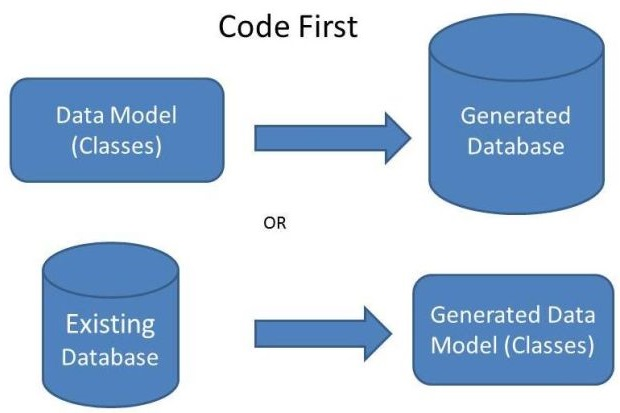 Code First
Data Model
(Classes)
Generated
Database
OR
Existing
Database
Generated Data
Model (Classes)